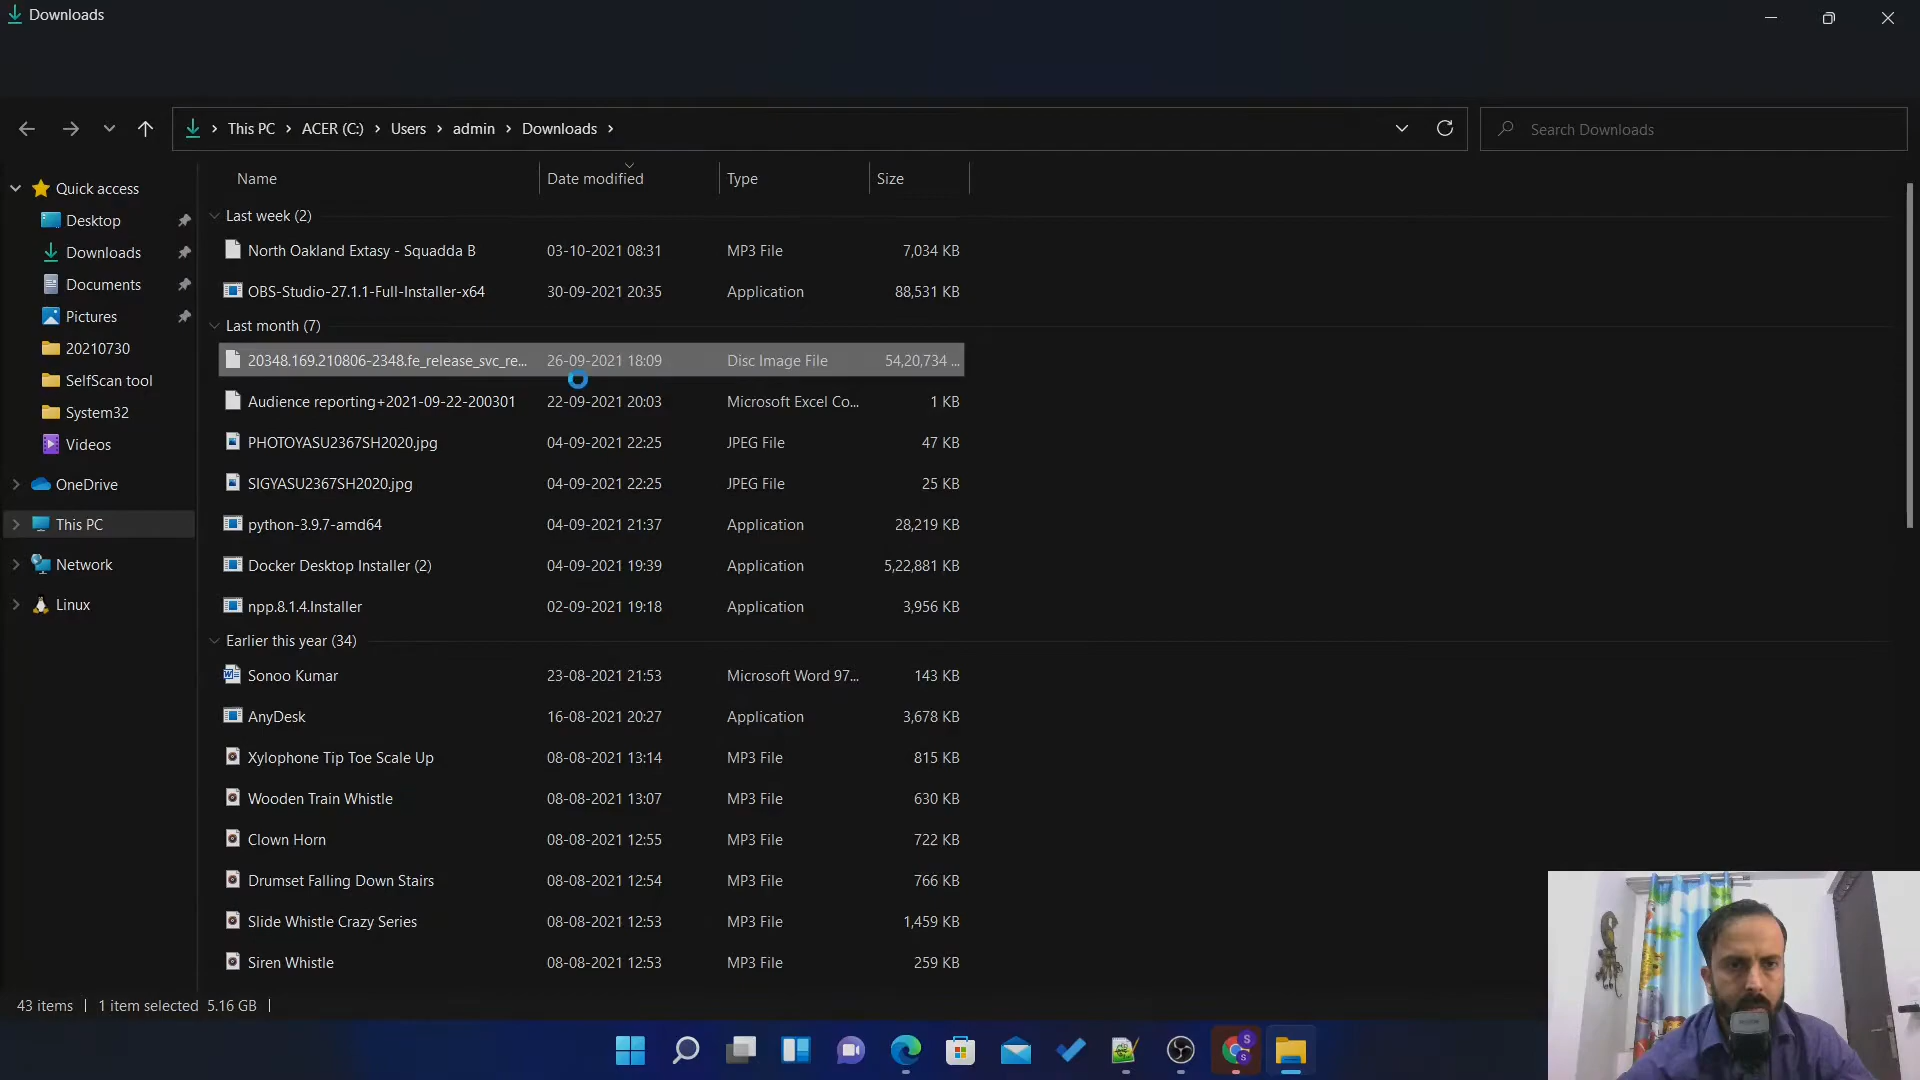 Downloads
This PC > ACER (C:) > Users > admin > Downloads >
Search Downloads
Name Date modified Type Size
Quick access
Desktop
Downloads
Documents
Pictures
20210730
SelfScan tool
System32
Videos
OneDrive
This PC
Network
Linux
Last week (2)
North Oakland Extasy - Squadda B 03-10-2021 08:31 MP3 File 7,034 KB
OBS-Studio-27.1.1-Full-Installer-x64 30-09-2021 20:35 Application 88,531 KB
Last month (7)
20348.169.210806-2348.fe_release_svc_re... 26-09-2021 18:09 Disc Image File 54,20,734 ...
Audience reporting+2021-09-22-200301 22-09-2021 20:03 Microsoft Excel Co... 1 KB
PHOTOYASU2367SH2020.jpg 04-09-2021 22:25 JPEG File 47 KB
SIGYASU2367SH2020.jpg 04-09-2021 22:25 JPEG File 25 KB
python-3.9.7-amd64 04-09-2021 21:37 Application 28,219 KB
Docker Desktop Installer (2) 04-09-2021 19:39 Application 5,22,881 KB
npp.8.1.4.Installer 02-09-2021 19:18 Application 3,956 KB
Earlier this year (34)
Sonoo Kumar 23-08-2021 21:53 Microsoft Word 97... 143 KB
AnyDesk 16-08-2021 20:27 Application 3,678 KB
Xylophone Tip Toe Scale Up 08-08-2021 13:14 MP3 File 815 KB
Wooden Train Whistle 08-08-2021 13:07 MP3 File 630 KB
Clown Horn 08-08-2021 12:55 MP3 File 722 KB
Drumset Falling Down Stairs 08-08-2021 12:54 MP3 File 766 KB
Slide Whistle Crazy Series 08-08-2021 12:53 MP3 File 1,459 KB
Siren Whistle 08-08-2021 12:53 MP3 File 259 KB
43 items | 1 item selected 5.16 GB |